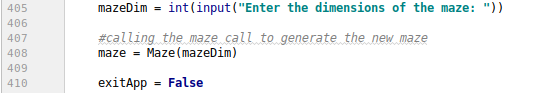 405 mazeDim = int(input("Enter the dimensions of the maze: "))
406
407 #calling the maze call to generate the new maze
408 maze = Maze(mazeDim)
409
410 exitApp = False